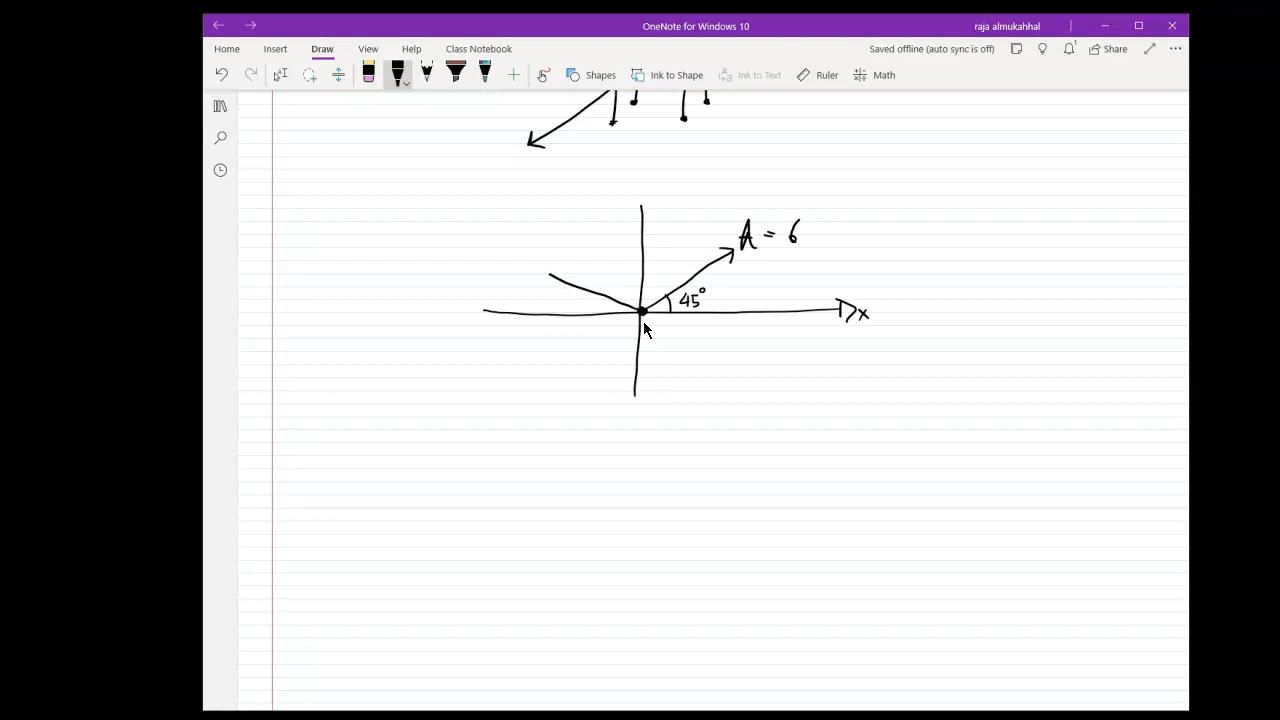 OneNote for Windows 10
raja almukahhal
Home Insert Draw View Help Class Notebook
Saved offline (auto sync is off)
Share
Shapes
Ink to Shape
Ink to Text
Ruler
Math
A = 6
45°
x